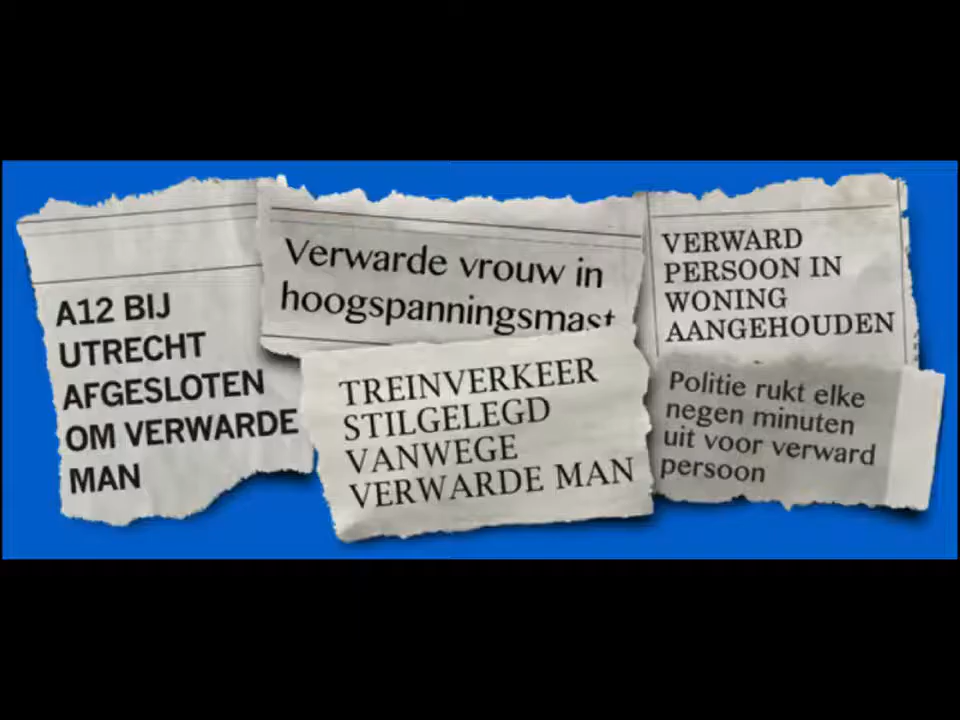 A12 BIJ
UTRECHT
AFGESLOTEN
OM VERWARDE
MAN
Verwarde vrouw in
hoogspanningsmast
TREINVERKEER
STILGELEGD
VANWEGE
VERWARDE MAN
VERWARD
PERSOON IN
WONING
AANGEHOUDEN
Politie rukt elke
negen minuten
uit voor verward
persoon